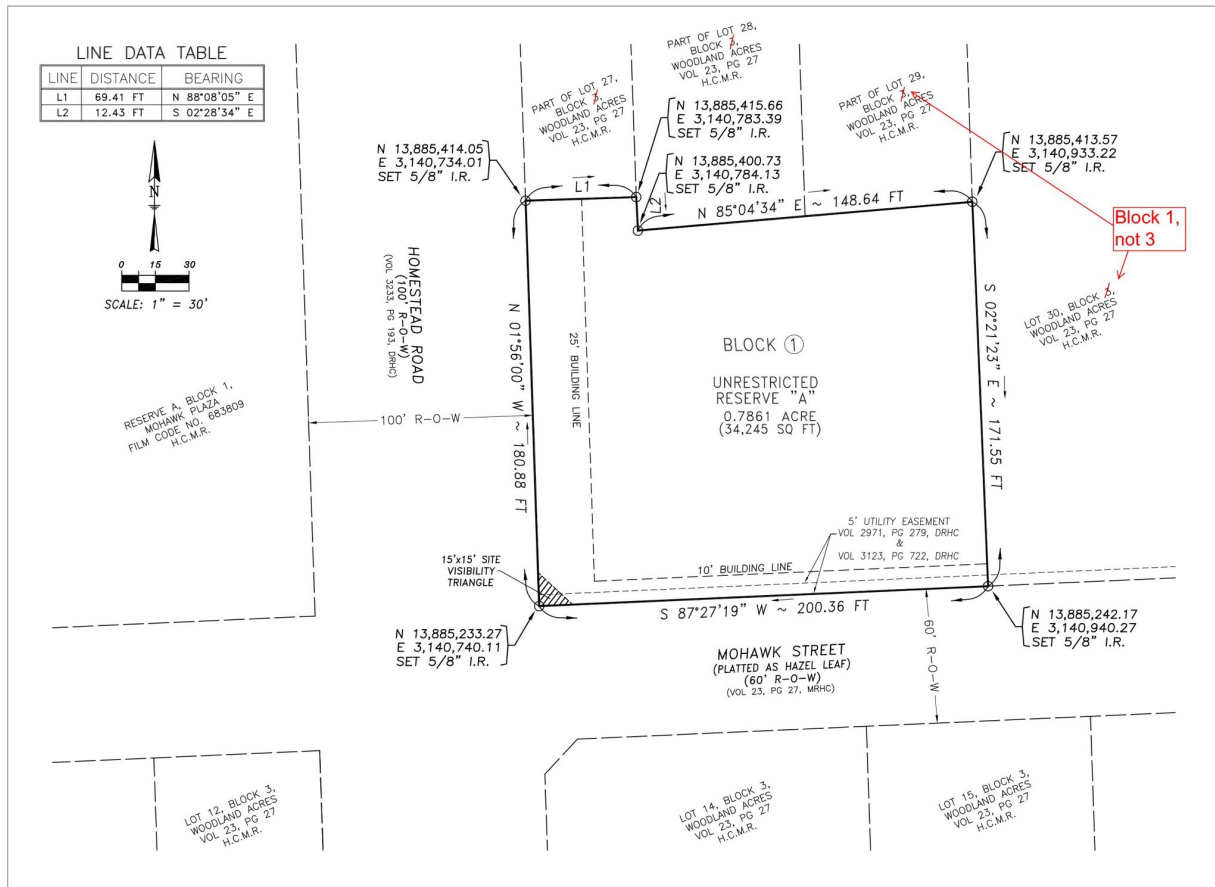 LINE DATA TABLE
LINE DISTANCE BEARING
L1 69.41 FT N 88°08'05" E
L2 12.43 FT S 02°28'34" E
N
0 15 30
SCALE: 1" = 30'
PART OF LOT 27,
BLOCK 3,
WOODLAND ACRES
VOL 23, PG 27
H.C.M.R.
PART OF LOT 28,
BLOCK 3,
WOODLAND ACRES
VOL 23, PG 27
H.C.M.R.
PART OF LOT 29,
BLOCK 3,
WOODLAND ACRES
VOL 23, PG 27
H.C.M.R.
N 13,885,414.05
E 3,140,734.01
SET 5/8" I.R.
N 13,885,415.66
E 3,140,783.39
SET 5/8" I.R.
N 13,885,400.73
E 3,140,784.13
SET 5/8" I.R.
N 13,885,413.57
E 3,140,933.22
SET 5/8" I.R.
L1
L2
N 85°04'34" E ~ 148.64 FT
Block 1,
not 3
LOT 30, BLOCK 3,
WOODLAND ACRES
VOL 23, PG 27
H.C.M.R.
HOMESTEAD ROAD
(100' R-O-W)
(VOL 3233, PG 193, DRHC)
N 01°56'00" W ~ 180.88 FT
25' BUILDING LINE
BLOCK 1
UNRESTRICTED
RESERVE "A"
0.7861 ACRE
(34,245 SQ FT)
S 02°21'23" E ~ 171.55 FT
RESERVE A, BLOCK 1,
MOHAWK PLAZA
FILM CODE NO. 683809
H.C.M.R.
100' R-O-W
5' UTILITY EASEMENT
VOL 2971, PG 279, DRHC
&
VOL 3123, PG 722, DRHC
15'x15' SITE
VISIBILITY
TRIANGLE
10' BUILDING LINE
S 87°27'19" W ~ 200.36 FT
N 13,885,233.27
E 3,140,740.11
SET 5/8" I.R.
N 13,885,242.17
E 3,140,940.27
SET 5/8" I.R.
MOHAWK STREET
(PLATTED AS HAZEL LEAF)
(60' R-O-W)
(VOL 23, PG 27, MRHC)
60' R-O-W
LOT 12, BLOCK 3,
WOODLAND ACRES
VOL 23, PG 27
H.C.M.R.
LOT 14, BLOCK 3,
WOODLAND ACRES
VOL 23, PG 27
H.C.M.R.
LOT 15, BLOCK 3,
WOODLAND ACRES
VOL 23, PG 27
H.C.M.R.